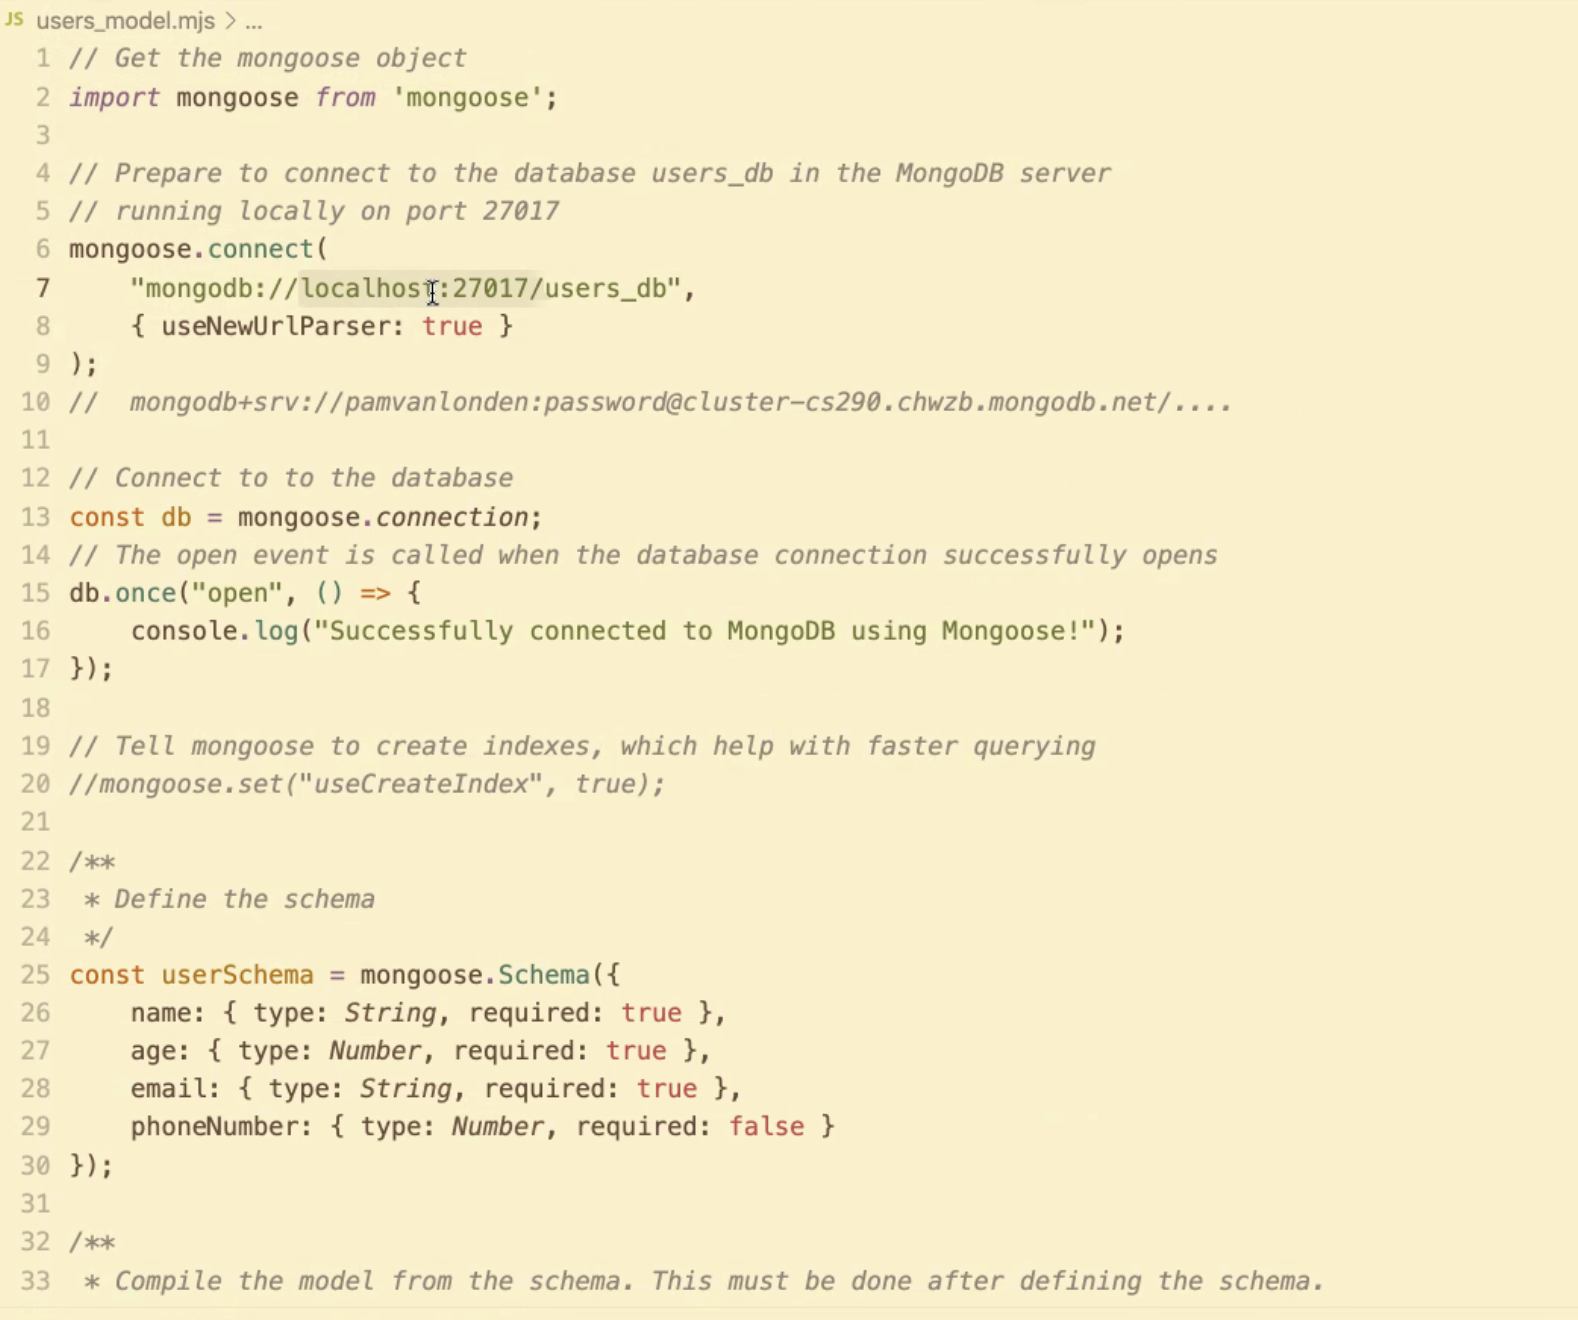 JS users_model.mjs > ...
1 // Get the mongoose object
2 import mongoose from 'mongoose';
3
4 // Prepare to connect to the database users_db in the MongoDB server
5 // running locally on port 27017
6 mongoose.connect(
7     "mongodb://localhost:27017/users_db",
8     { useNewUrlParser: true }
9 );
10 //  mongodb+srv://pamvanlonden:password@cluster-cs290.chwzb.mongodb.net/....
11
12 // Connect to to the database
13 const db = mongoose.connection;
14 // The open event is called when the database connection successfully opens
15 db.once("open", () => {
16     console.log("Successfully connected to MongoDB using Mongoose!");
17 });
18
19 // Tell mongoose to create indexes, which help with faster querying
20 //mongoose.set("useCreateIndex", true);
21
22 /**
23  * Define the schema
24  */
25 const userSchema = mongoose.Schema({
26     name: { type: String, required: true },
27     age: { type: Number, required: true },
28     email: { type: String, required: true },
29     phoneNumber: { type: Number, required: false }
30 });
31
32 /**
33  * Compile the model from the schema. This must be done after defining the schema.